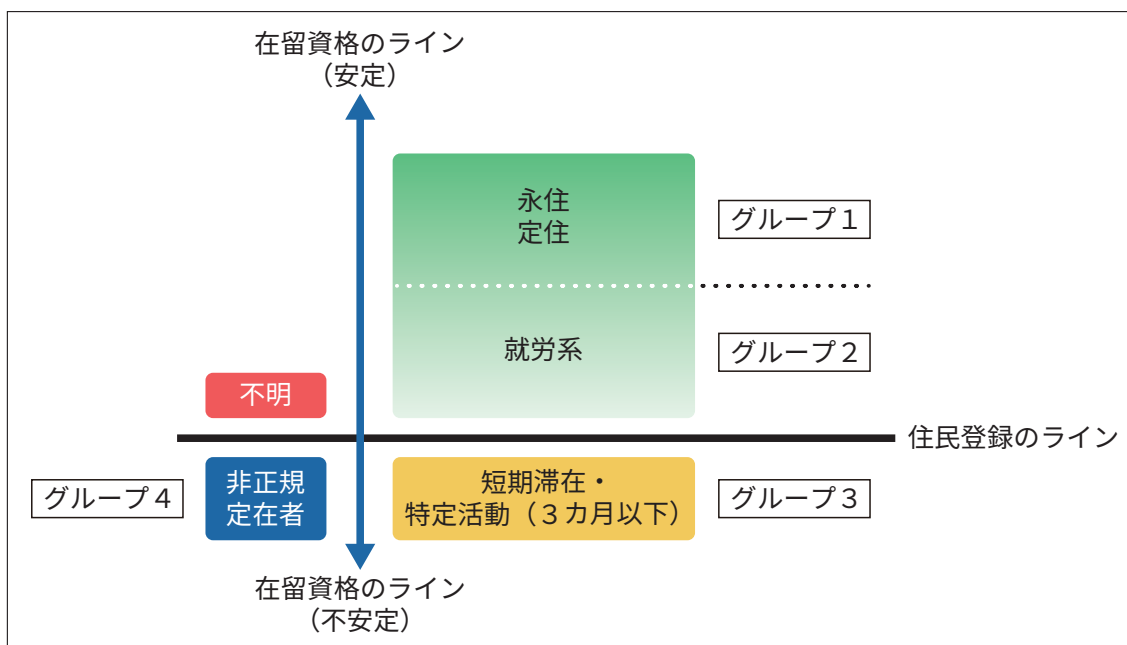 在留資格のライン
（安定）
永住
定住
グループ１
就労系
グループ２
不明
住民登録のライン
グループ４
非正規
定在者
短期滞在・
特定活動（３カ月以下）
グループ３
在留資格のライン
（不安定）